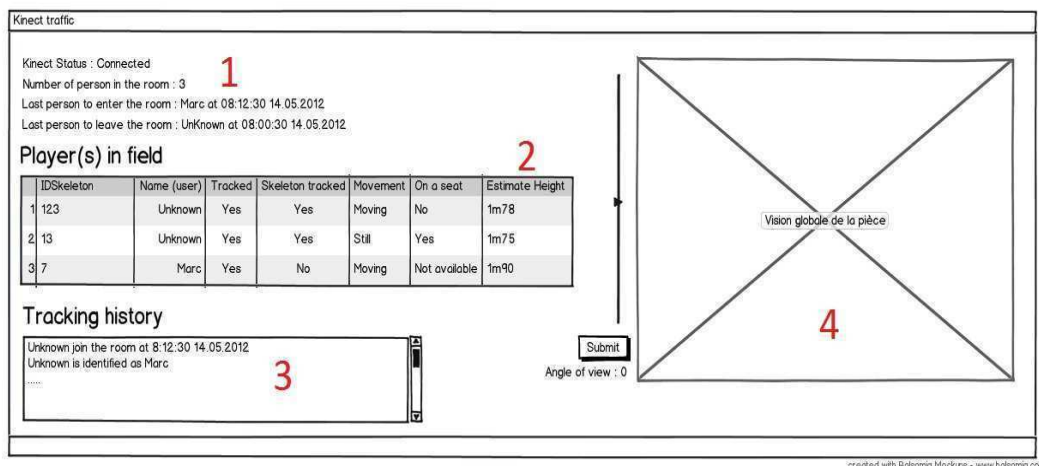 Kinect traffic
Kinect Status : Connected
1
Number of person in the room : 3
Last person to enter the room : Marc at 08:12:30 14.05.2012
Last person to leave the room : UnKnown at 08:00:30 14.05.2012
Player(s) in field
2
IDSkeleton Name (user) Tracked Skeleton tracked Movement On a seat Estimate Height
1 123 Unknown Yes Yes Moving No 1m78
2 13 Unknown Yes Yes Still Yes 1m75
3 7 Marc Yes No Moving Not available 1m90
Tracking history
Unknown join the room at 8:12:30 14.05.2012
Unknown is identified as Marc
.....
3
Submit
Angle of view : 0
Vision globale de la pièce
4
created with Balsamiq Mockups - www.balsamiq.co